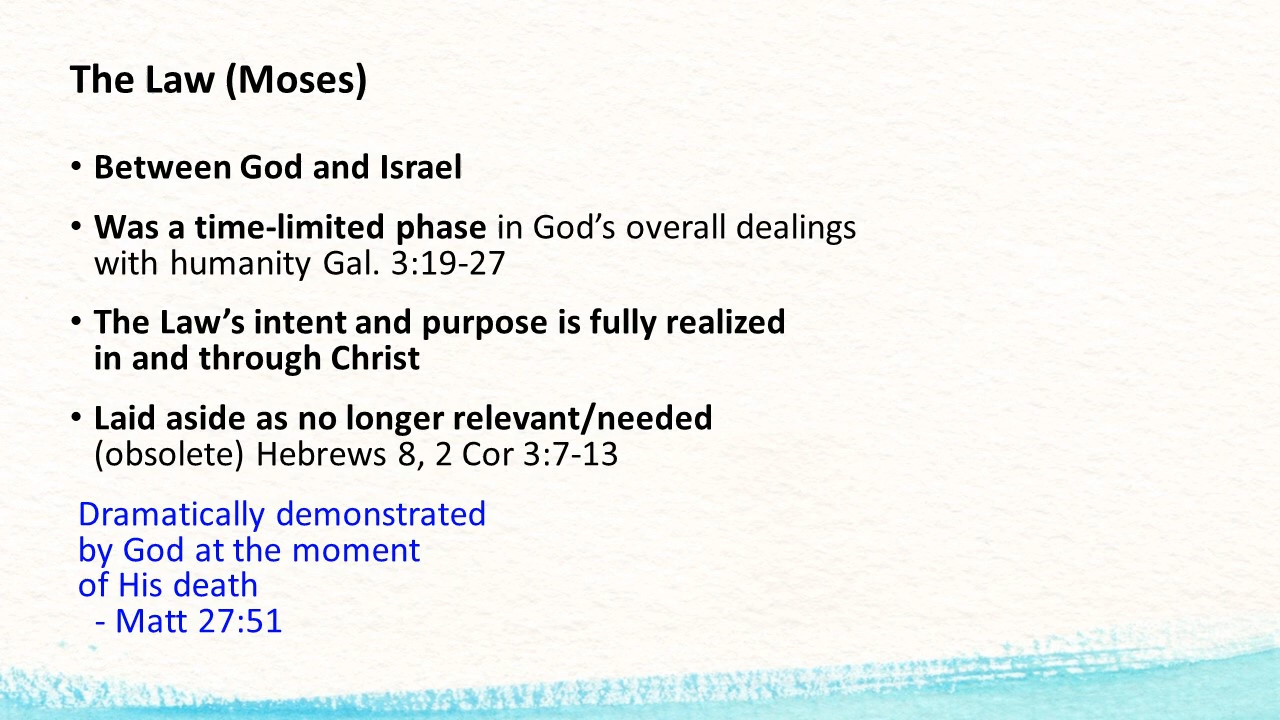 The Law (Moses)
• Between God and Israel
• Was a time-limited phase in God’s overall dealings
with humanity Gal. 3:19-27
• The Law’s intent and purpose is fully realized
in and through Christ
• Laid aside as no longer relevant/needed
(obsolete) Hebrews 8, 2 Cor 3:7-13
Dramatically demonstrated
by God at the moment
of His death
- Matt 27:51